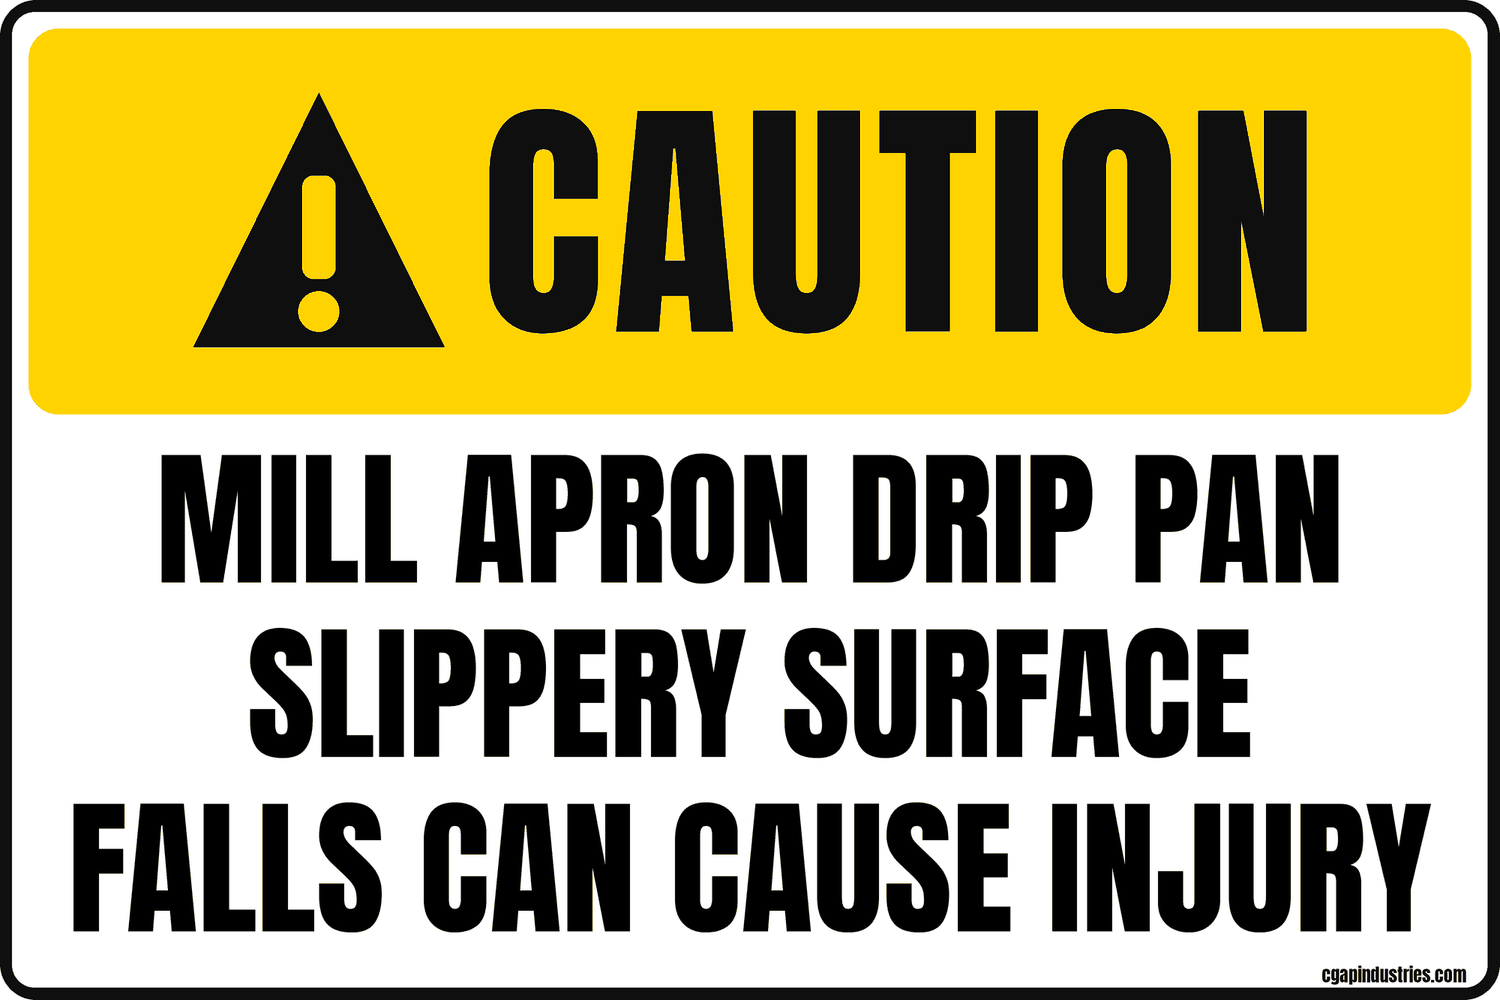 CAUTION
MILL APRON DRIP PAN
SLIPPERY SURFACE
FALLS CAN CAUSE INJURY
cgapindustries.com